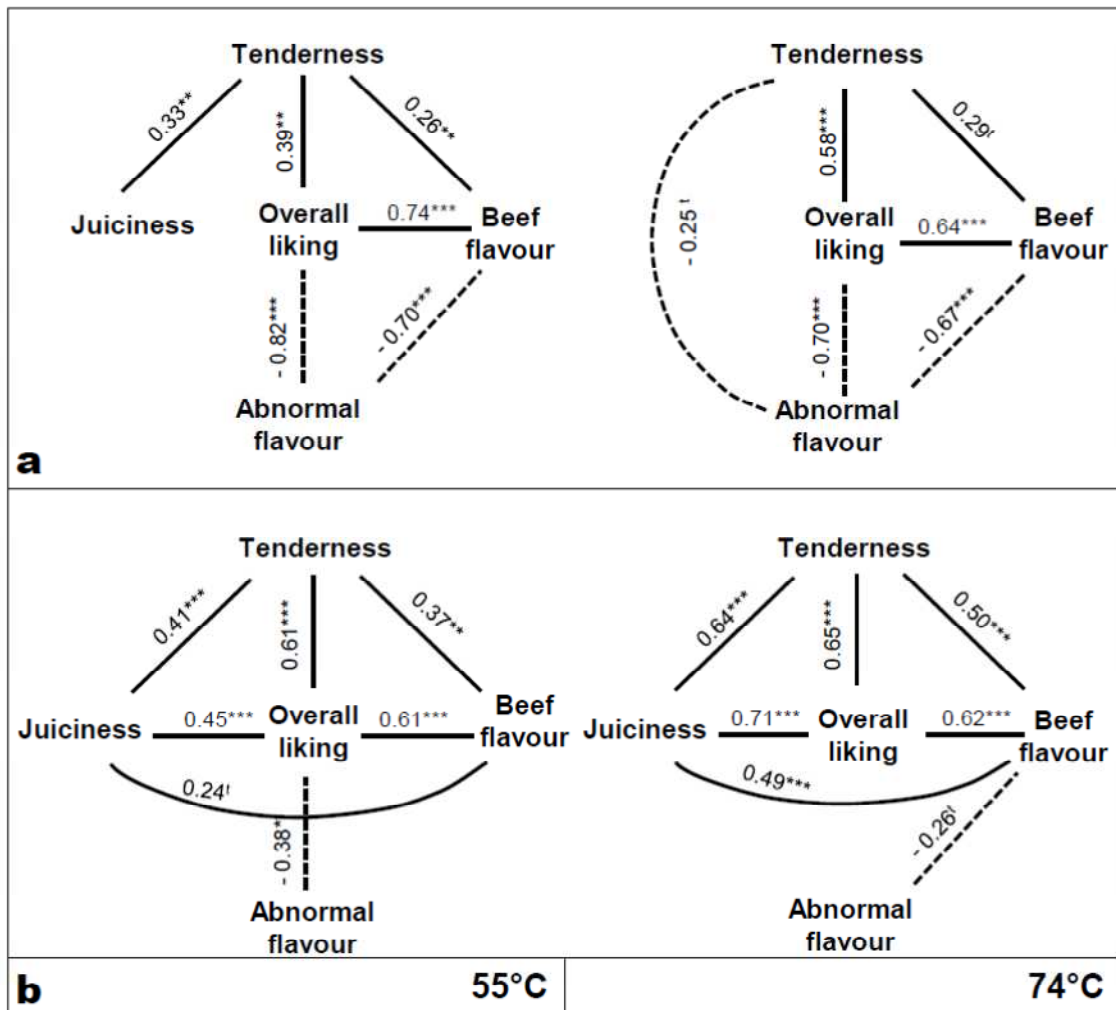 Tenderness
0.33**
0.39**
0.26**
Juiciness
Overall
liking
0.74***
Beef
flavour
- 0.82***
- 0.70***
Abnormal
flavour
a
Tenderness
- 0.25 t
0.58***
0.29t
Overall
liking
0.64***
Beef
flavour
- 0.70***
- 0.67***
Abnormal
flavour
Tenderness
0.41***
0.61***
0.37**
Juiciness
0.45***
Overall
liking
0.61***
Beef
flavour
0.24t
- 0.38*
Abnormal
flavour
Tenderness
0.64***
0.65***
0.50***
Juiciness
0.71***
Overall
liking
0.62***
Beef
flavour
0.49***
- 0.26t
Abnormal
flavour
b
55°C
74°C